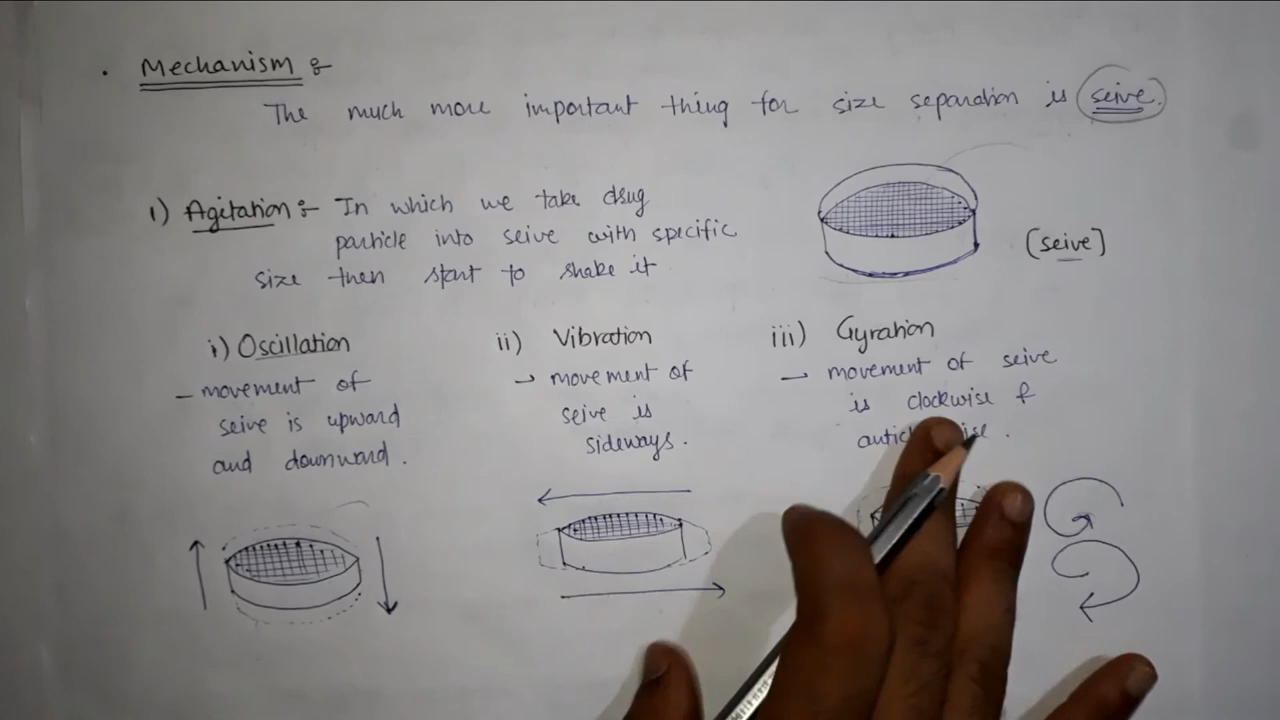 . Mechanism :-
The much more important thing for size separation is seive.
1) Agitation :- In which we take drug
particle into seive with specific
size then start to shake it
(seive)
i) Oscillation
- movement of
seive is upward
and downward.
ii) Vibration
→ movement of
seive is
sideways.
iii) Gyration
→ movement of seive
is clockwise &